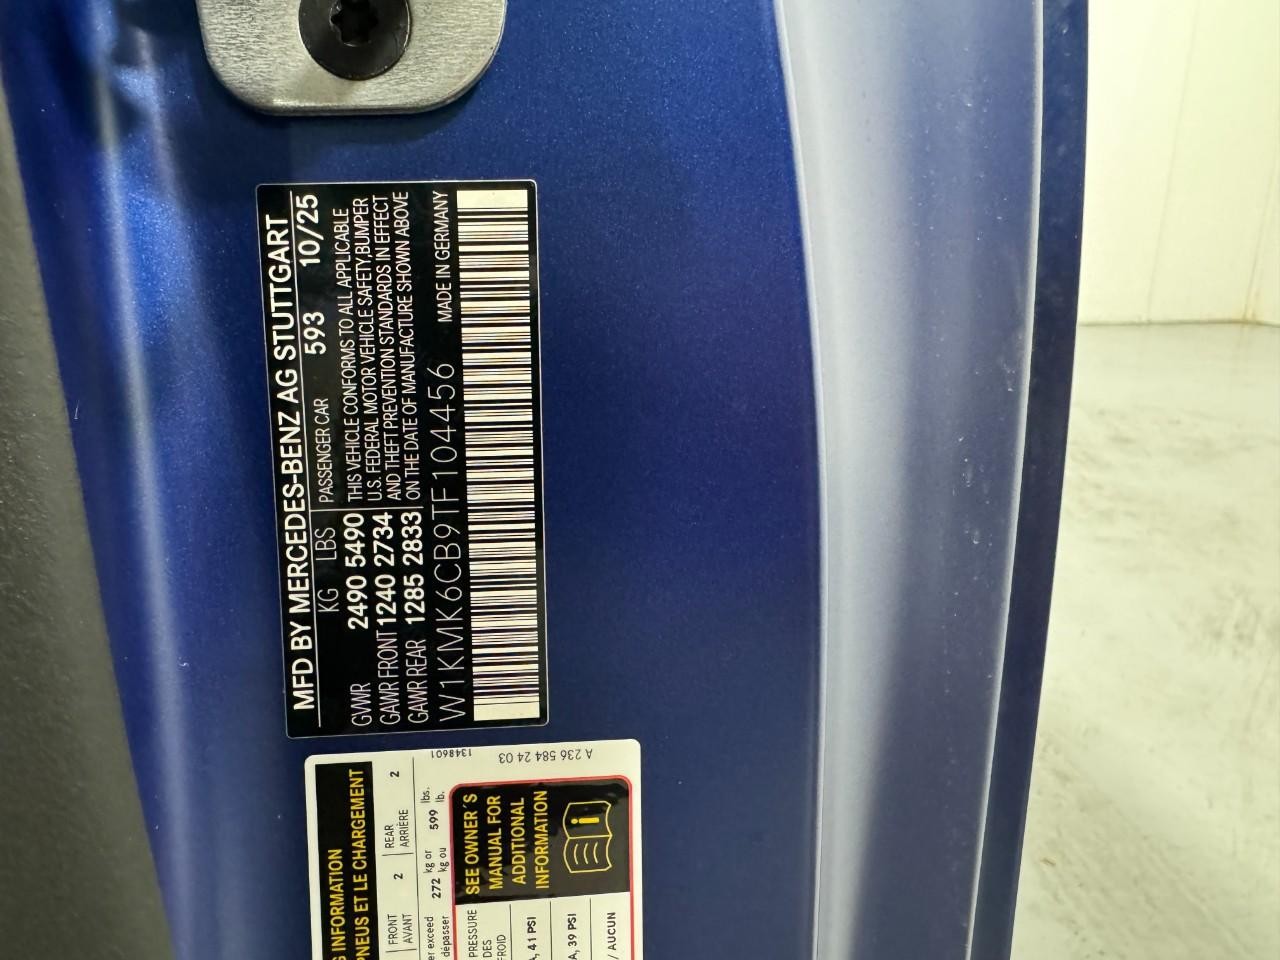 MFD BY MERCEDES-BENZ AG STUTTGART
KG LBS PASSENGER CAR 593 10/25
GVWR 2490 5490 THIS VEHICLE CONFORMS TO ALL APPLICABLE
GAWR FRONT 1240 2734 U.S. FEDERAL MOTOR VEHICLE SAFETY,BUMPER
GAWR REAR 1285 2833 AND THEFT PREVENTION STANDARDS IN EFFECT
ON THE DATE OF MANUFACTURE SHOWN ABOVE
W1KMK6CB9TF104456 MADE IN GERMANY
1348601
A 236 584 24 03
INFORMATION
PNEUS ET LE CHARGEMENT
FRONT 2 REAR 2
AVANT ARRIÈRE
er exceed 272 kg or 599 lbs.
dépasser kg ou lb.
SEE OWNER'S
MANUAL FOR
ADDITIONAL
INFORMATION
PRESSURE
DES
FROID
, 41 PSI
, 39 PSI
/ AUCUN